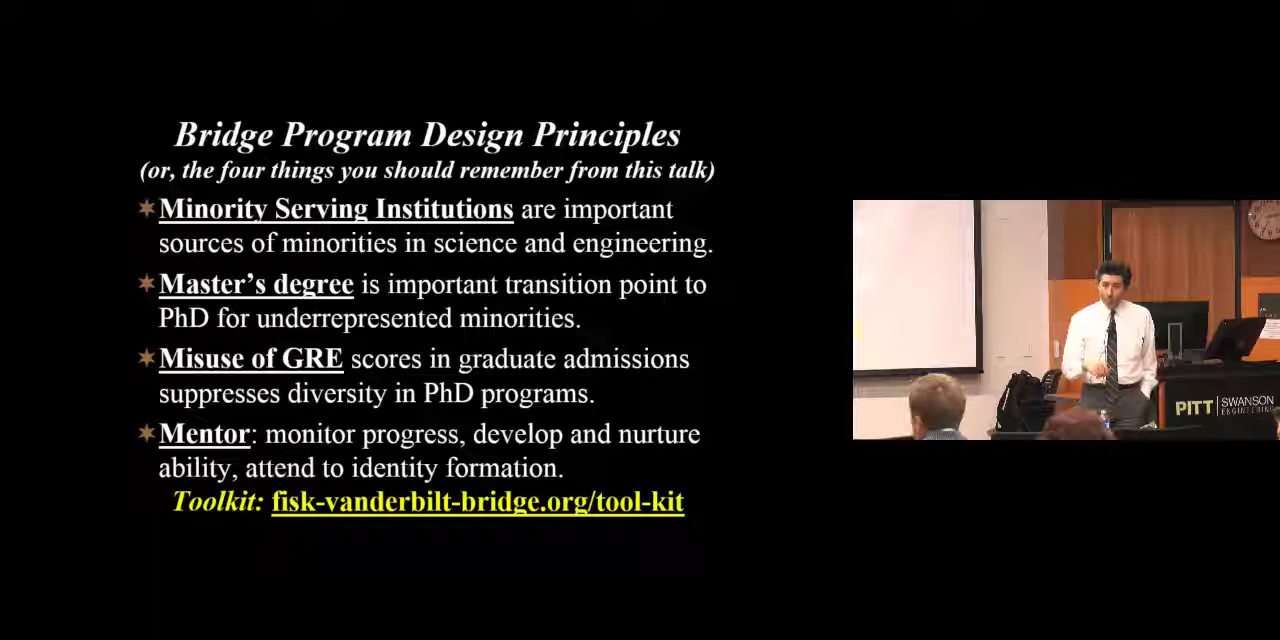 Bridge Program Design Principles
(or, the four things you should remember from this talk)
Minority Serving Institutions are important
sources of minorities in science and engineering.
Master's degree is important transition point to
PhD for underrepresented minorities.
Misuse of GRE scores in graduate admissions
suppresses diversity in PhD programs.
Mentor: monitor progress, develop and nurture
ability, attend to identity formation.
Toolkit: fisk-vanderbilt-bridge.org/tool-kit
PITT SWANSON
ENGINEERING